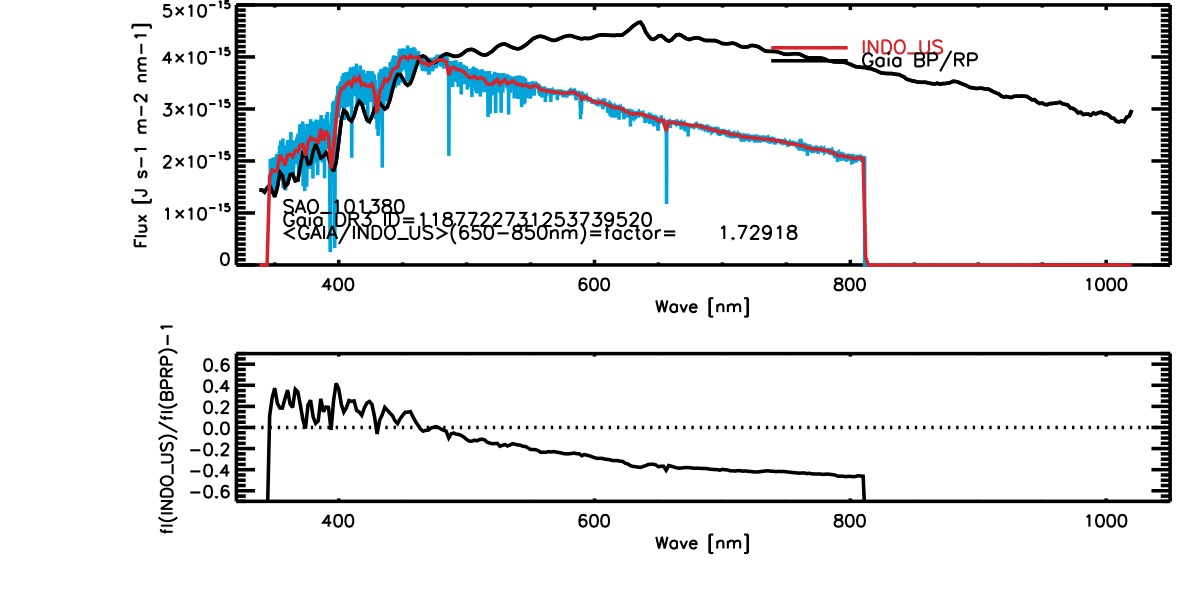 5×10⁻¹⁵
4×10⁻¹⁵
3×10⁻¹⁵
2×10⁻¹⁵
1×10⁻¹⁵
0
Flux [J s−1 m−2 nm−1]
INDO_US
Gaia BP/RP
SAO_101380
Gaia DR3 ID=1187722731253739520
<GAIA/INDO_US>(650−850nm)=factor= 1.72918
400 600 800 1000
Wave [nm]
fl(INDO_US)/fl(BPRP)−1
0.6
0.4
0.2
0.0
−0.2
−0.4
−0.6
400 600 800 1000
Wave [nm]